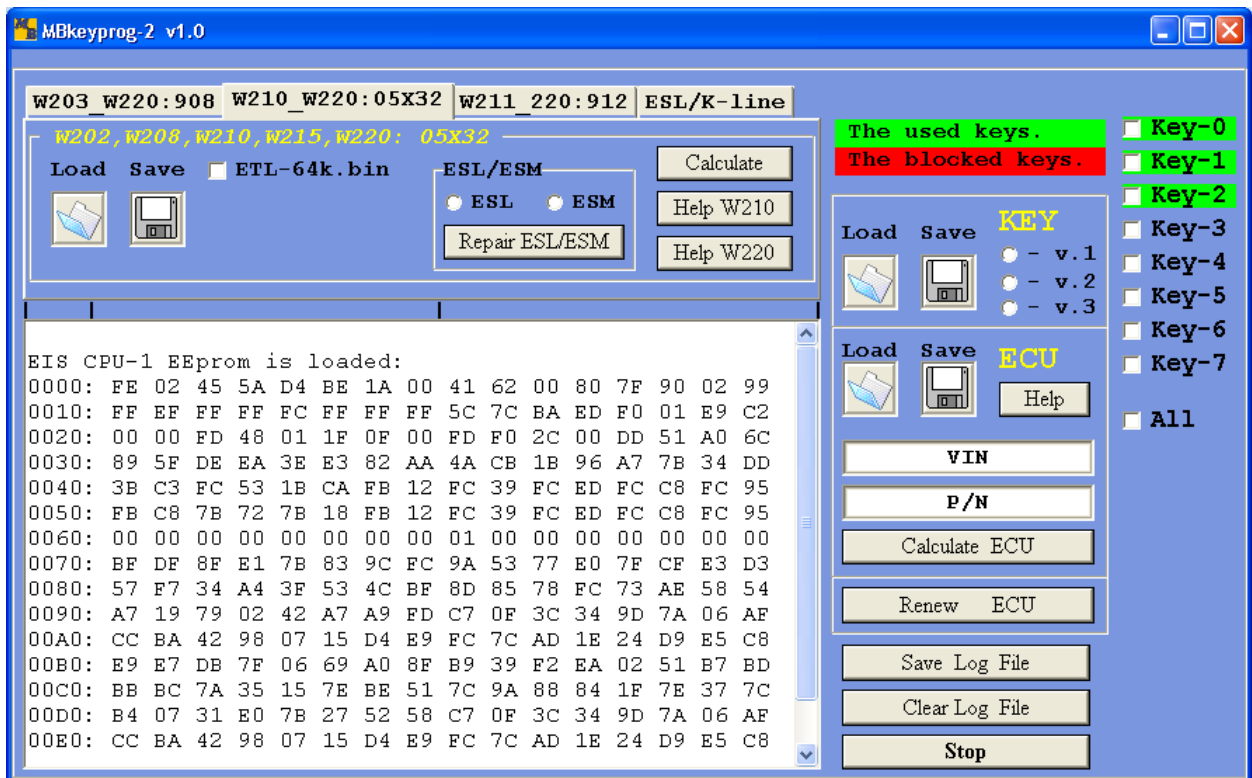 MBkeyprog-2 v1.0
W203_W220:908 W210_W220:05X32 W211_220:912 ESL/K-line
W202,W208,W210,W215,W220: 05X32
Load Save ETL-64k.bin
ESL/ESM
ESL ESM
Repair ESL/ESM
Calculate
Help W210
Help W220
EIS CPU-1 EEprom is loaded:
0000: FE 02 45 5A D4 BE 1A 00 41 62 00 80 7F 90 02 99
0010: FF EF FF FF FC FF FF FF 5C 7C BA ED F0 01 E9 C2
0020: 00 00 FD 48 01 1F 0F 00 FD F0 2C 00 DD 51 A0 6C
0030: 89 5F DE EA 3E E3 82 AA 4A CB 1B 96 A7 7B 34 DD
0040: 3B C3 FC 53 1B CA FB 12 FC 39 FC ED FC C8 FC 95
0050: FB C8 7B 72 7B 18 FB 12 FC 39 FC ED FC C8 FC 95
0060: 00 00 00 00 00 00 00 00 01 00 00 00 00 00 00 00
0070: BF DF 8F E1 7B 83 9C FC 9A 53 77 E0 7F CF E3 D3
0080: 57 F7 34 A4 3F 53 4C BF 8D 85 78 FC 73 AE 58 54
0090: A7 19 79 02 42 A7 A9 FD C7 0F 3C 34 9D 7A 06 AF
00A0: CC BA 42 98 07 15 D4 E9 FC 7C AD 1E 24 D9 E5 C8
00B0: E9 E7 DB 7F 06 69 A0 8F B9 39 F2 EA 02 51 B7 BD
00C0: BB BC 7A 35 15 7E BE 51 7C 9A 88 84 1F 7E 37 7C
00D0: B4 07 31 E0 7B 27 52 58 C7 0F 3C 34 9D 7A 06 AF
00E0: CC BA 42 98 07 15 D4 E9 FC 7C AD 1E 24 D9 E5 C8
The used keys.
The blocked keys.
Load Save KEY
- v.1
- v.2
- v.3
Load Save ECU
Help
VIN
P/N
Calculate ECU
Renew ECU
Save Log File
Clear Log File
Stop
Key-0
Key-1
Key-2
Key-3
Key-4
Key-5
Key-6
Key-7
All